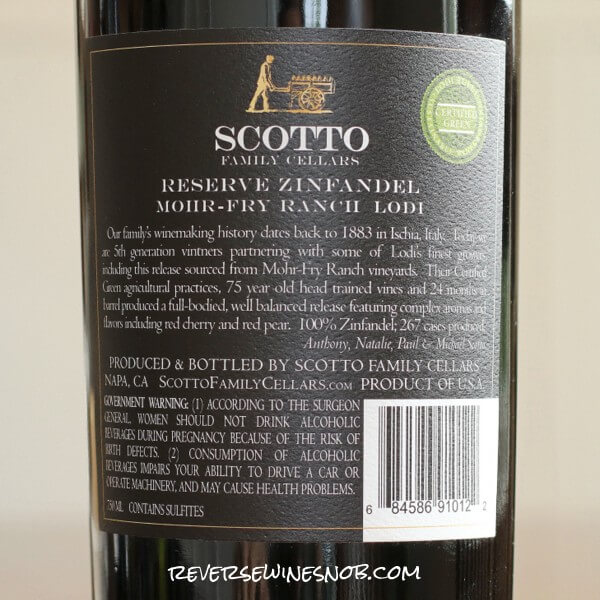 SCOTTO
FAMILY CELLARS
CERTIFIED
GREEN
RESERVE ZINFANDEL
MOHR-FRY RANCH LODI
Our family's winemaking history dates back to 1883 in Ischia, Italy. Today we
are 5th generation vintners partnering with some of Lodi's finest growers
including this release sourced from Mohr-Fry Ranch vineyards. Their Certified
Green agricultural practices, 75 year old head trained vines and 24 months in
barrel produced a full-bodied, well balanced release featuring complex aromas and
flavors including red cherry and red pear. 100% Zinfandel; 267 cases produced.
Anthony, Natalie, Paul & Michael Scotto
PRODUCED & BOTTLED BY SCOTTO FAMILY CELLARS
NAPA, CA SCOTTOFAMILYCELLARS.COM PRODUCT OF USA
GOVERNMENT WARNING: (1) ACCORDING TO THE SURGEON
GENERAL, WOMEN SHOULD NOT DRINK ALCOHOLIC
BEVERAGES DURING PREGNANCY BECAUSE OF THE RISK OF
BIRTH DEFECTS. (2) CONSUMPTION OF ALCOHOLIC
BEVERAGES IMPAIRS YOUR ABILITY TO DRIVE A CAR OR
OPERATE MACHINERY, AND MAY CAUSE HEALTH PROBLEMS.
750 ML CONTAINS SULFITES
6 84586 91012 2
REVERSEWINESNOB.COM